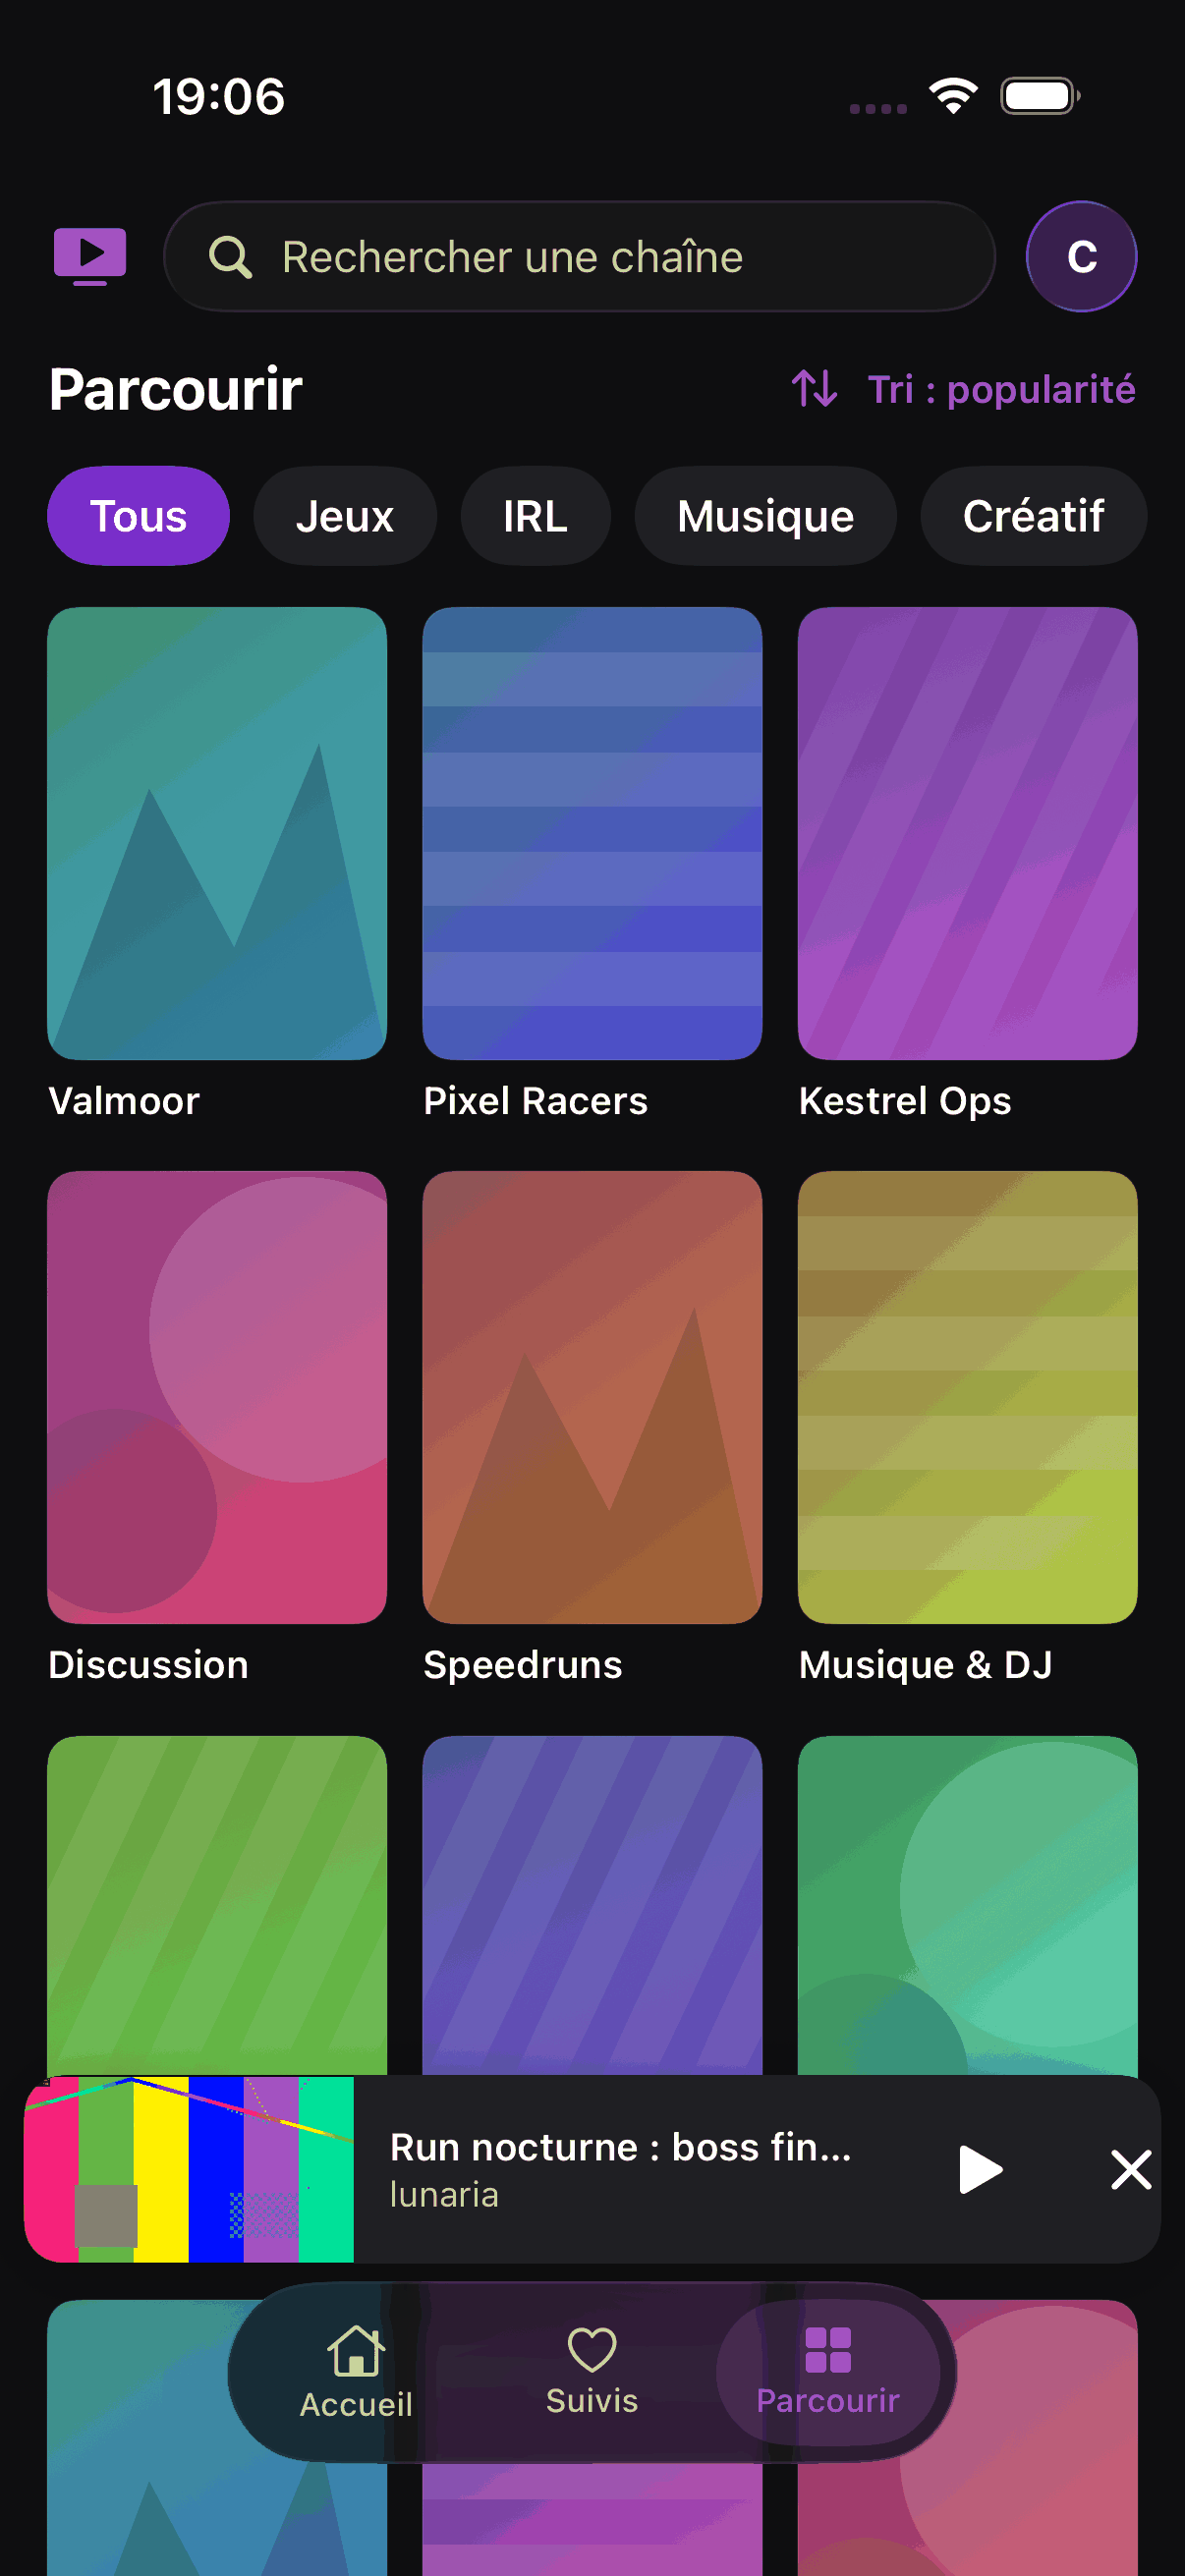 19:06
Rechercher une chaîne
C
Parcourir
Tri : popularité
Tous
Jeux
IRL
Musique
Créatif
Valmoor
Pixel Racers
Kestrel Ops
Discussion
Speedruns
Musique & DJ
Run nocturne : boss fin...
lunaria
Accueil
Suivis
Parcourir